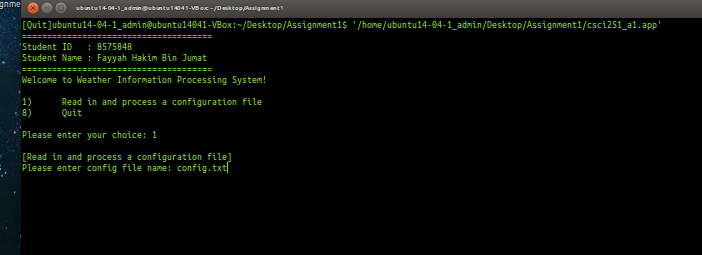 gnme
ubuntu14-04-1_admin@ubuntu14041-VBox: ~/Desktop/Assignment1
[Quit]ubuntu14-04-1_admin@ubuntu14041-VBox:~/Desktop/Assignment1$ '/home/ubuntu14-04-1_admin/Desktop/Assignment1/csci251_a1.app'
======================================
Student ID   : 8575848
Student Name : Fayyah Hakim Bin Jumat
======================================
Welcome to Weather Information Processing System!
1)      Read in and process a configuration file
8)      Quit
Please enter your choice: 1
[Read in and process a configuration file]
Please enter config file name: config.txt